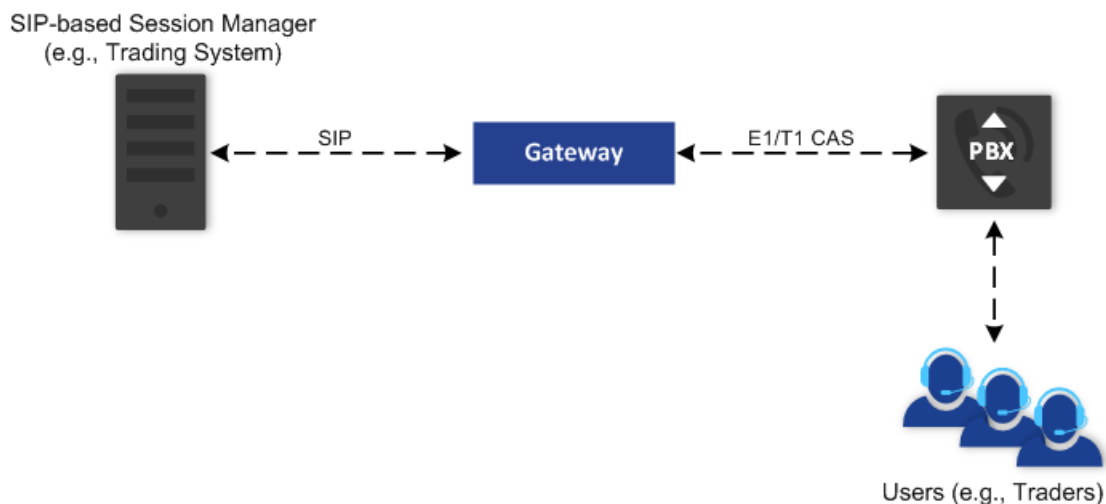 SIP-based Session Manager
(e.g., Trading System)
SIP
Gateway
E1/T1 CAS
PBX
Users (e.g., Traders)